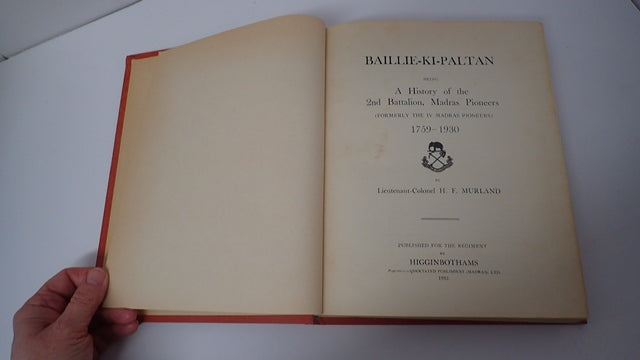 BAILLIE-KI-PALTAN
BEING
A History of the
2nd Battalion, Madras Pioneers
(FORMERLY THE IV MADRAS PIONEERS)
1759–1930
BY
Lieutenant-Colonel H. F. MURLAND
PUBLISHED FOR THE REGIMENT
BY
HIGGINBOTHAMS
ASSOCIATED PUBLISHERS (MADRAS), LTD.
1932